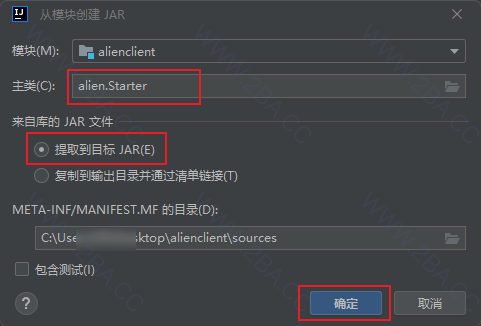 从模块创建 JAR
模块(M): alienclient
主类(C): alien.Starter
来自库的 JAR 文件
提取到目标 JAR(E)
复制到输出目录并通过清单链接(T)
META-INF/MANIFEST.MF 的目录(D):
C:\Use sktop\alienclient\sources
包含测试(I)
? 确定 取消